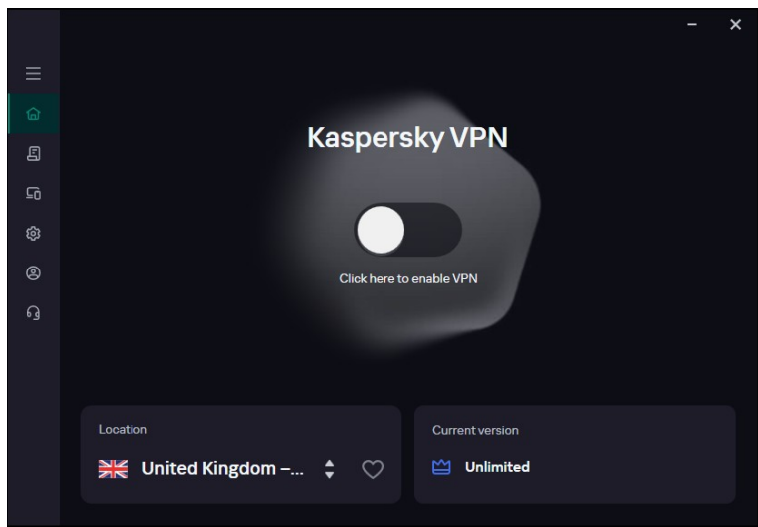 Kaspersky VPN
Click here to enable VPN
Location
United Kingdom –...
Current version
Unlimited